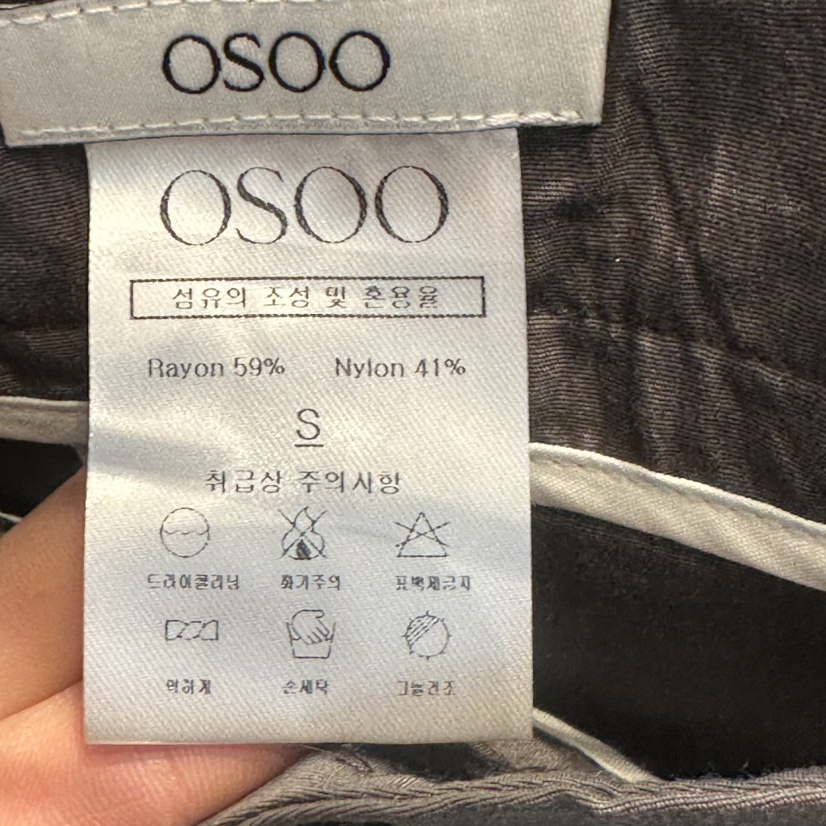 OSOO
OSOO
섬유의 조성 및 혼용율
Rayon 59% Nylon 41%
S
취급상 주의사항
드라이클리닝 화기주의 표백제금지
약하게 손세탁 그늘건조